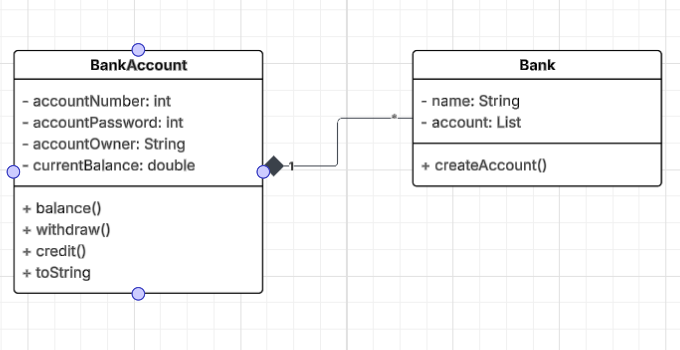 BankAccount
- accountNumber: int
- accountPassword: int
- accountOwner: String
- currentBalance: double
+ balance()
+ withdraw()
+ credit()
+ toString
1
*
Bank
- name: String
- account: List
+ createAccount()